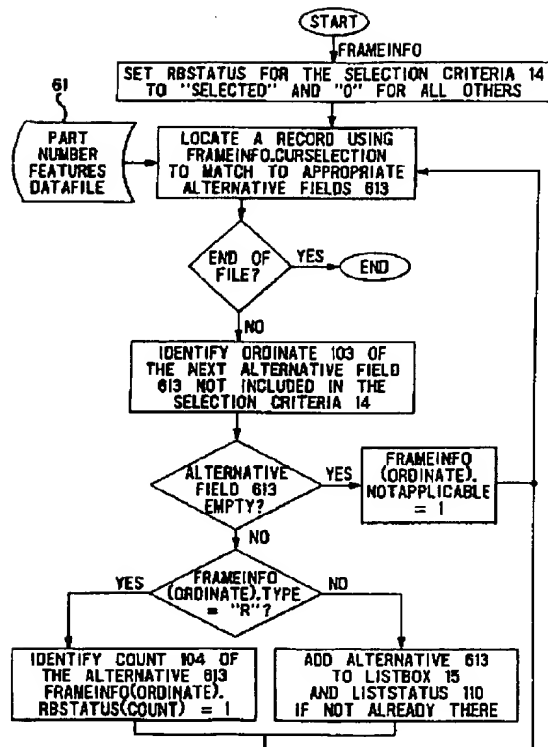 START
FRAMEINFO
SET RBSTATUS FOR THE SELECTION CRITERIA 14
TO "SELECTED" AND "0" FOR ALL OTHERS
61
PART
NUMBER
FEATURES
DATAFILE
LOCATE A RECORD USING
FRAMEINFO.CURSELECTION
TO MATCH TO APPROPRIATE
ALTERNATIVE FIELDS 613
END OF
FILE?
YES
END
NO
IDENTIFY ORDINATE 103 OF
THE NEXT ALTERNATIVE FIELD
613 NOT INCLUDED IN THE
SELECTION CRITERIA 14
ALTERNATIVE
FIELD 613
EMPTY?
YES
FRAMEINFO
(ORDINATE).
NOTAPPLICABLE
= 1
NO
FRAMEINFO
(ORDINATE).TYPE
= "R"?
YES
NO
IDENTIFY COUNT 104 OF
THE ALTERNATIVE 613
FRAMEINFO(ORDINATE).
RBSTATUS(COUNT) = 1
ADD ALTERNATIVE 613
TO LISTBOX 15
AND LISTSTATUS 110
IF NOT ALREADY THERE